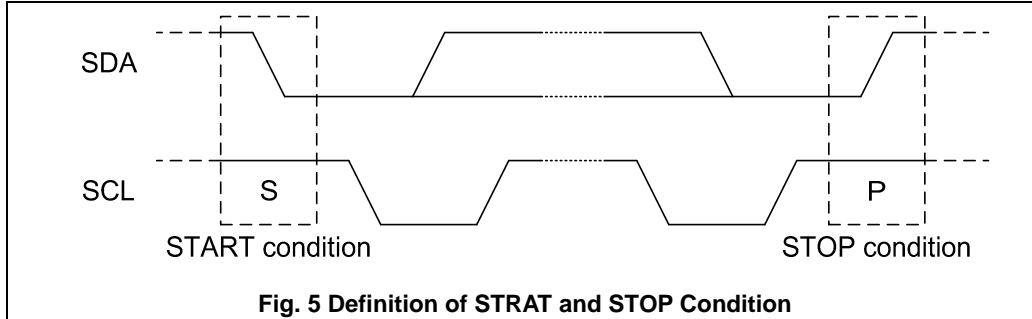 SDA
SCL
S
P
START condition
STOP condition
Fig. 5 Definition of STRAT and STOP Condition